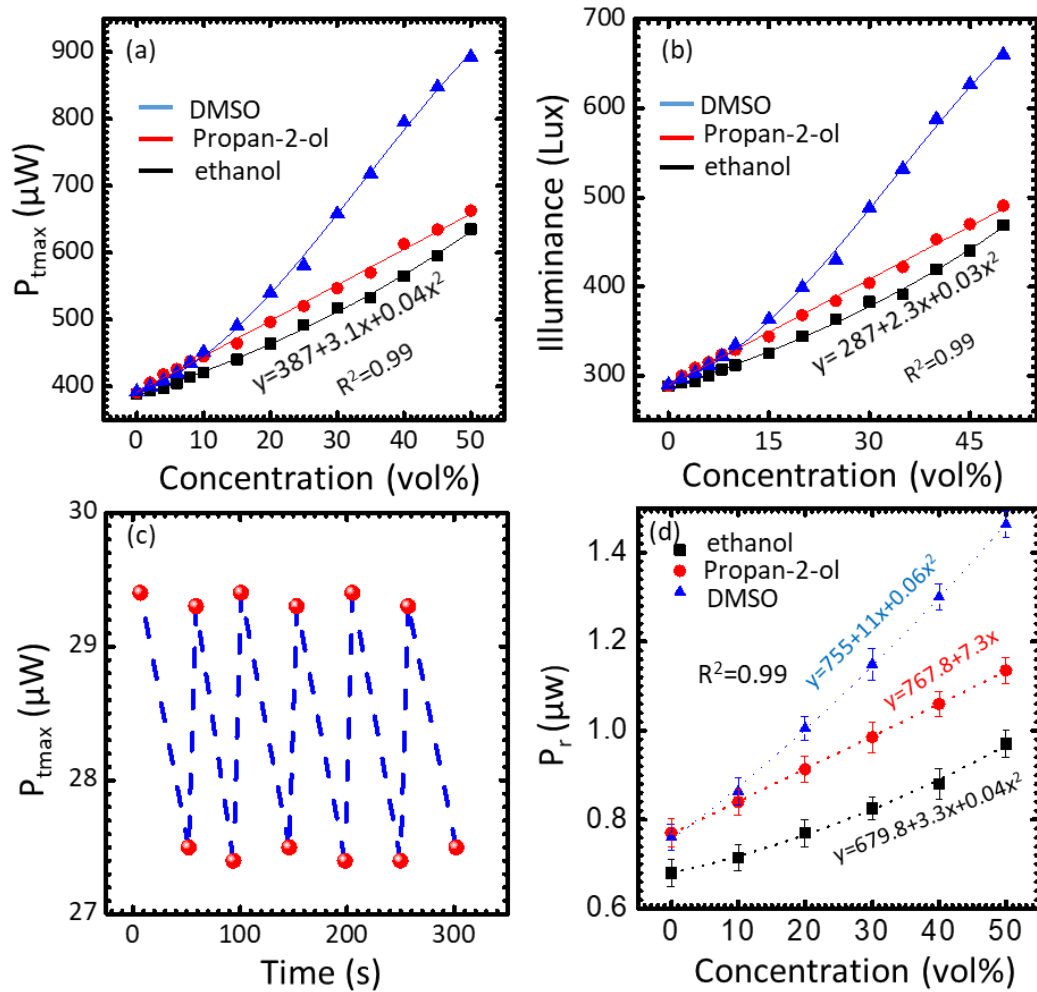 (a)
900
800
700
600
500
400
P_tmax (μW)
DMSO
Propan-2-ol
ethanol
y=387+3.1x+0.04x²
R²=0.99
0 10 20 30 40 50
Concentration (vol%)
(b)
700
600
500
400
300
Illuminance (Lux)
DMSO
Propan-2-ol
ethanol
y= 287+2.3x+0.03x²
R²=0.99
0 15 30 45
Concentration (vol%)
(c)
30
29
28
27
P_tmax (μW)
0 100 200 300
Time (s)
(d)
1.4
1.2
1.0
0.8
0.6
P_r (μw)
ethanol
Propan-2-ol
DMSO
R²=0.99
y=755+11x+0.06x²
y=767.8+7.3x
y=679.8+3.3x+0.04x²
0 10 20 30 40 50
Concentration (vol%)